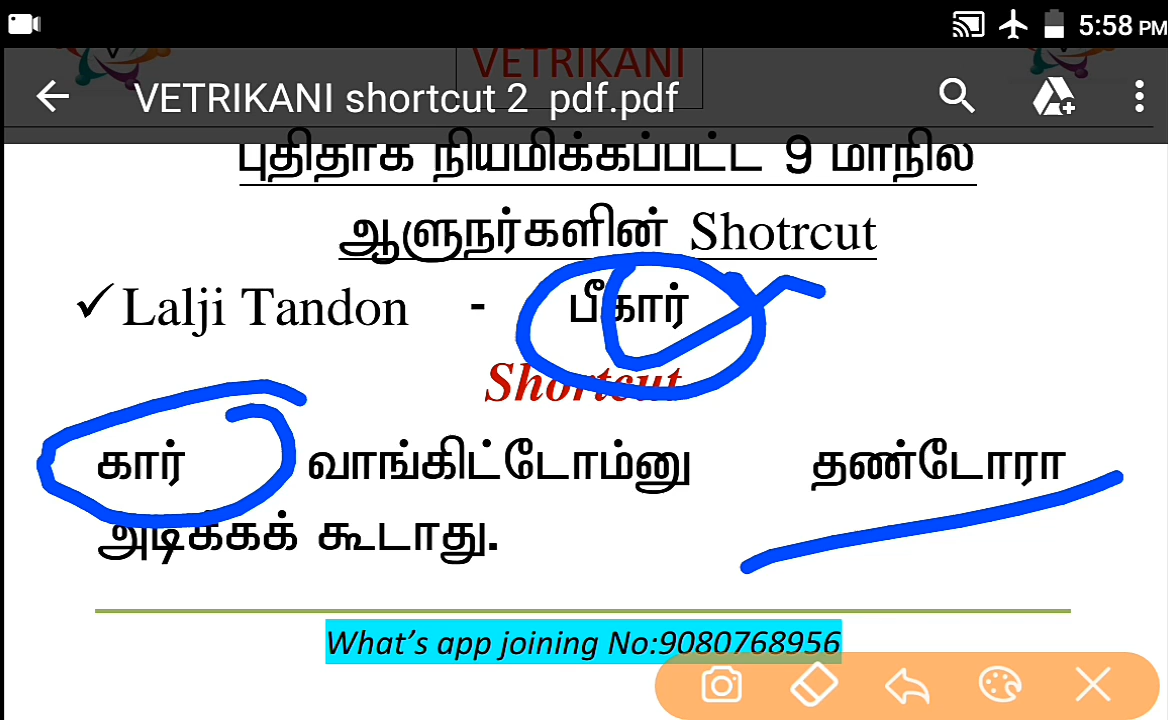 5:58 PM
VETRIKANI
VETRIKANI shortcut 2 pdf.pdf
புதிதாக நியமிக்கப்பட்ட 9 மாநில
ஆளுநர்களின் Shotrcut
✓ Lalji Tandon - பீகார்
Shortcut
கார் வாங்கிட்டோம்னு தண்டோரா
அடிக்கக் கூடாது.
What's app joining No:9080768956